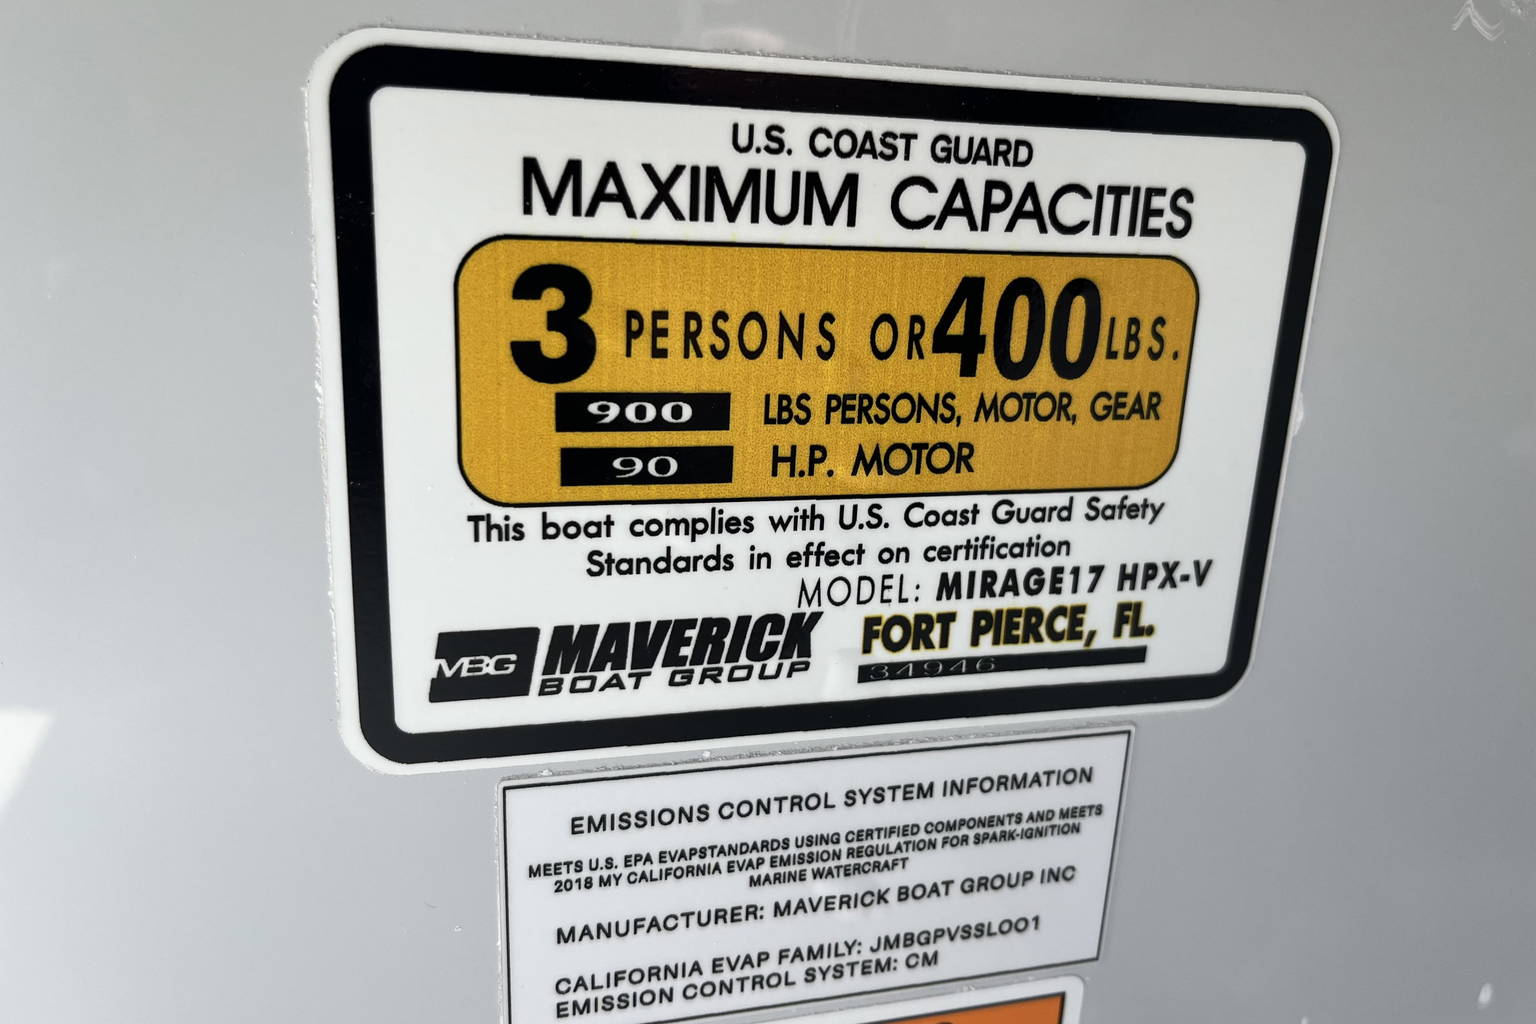 U.S. COAST GUARD
MAXIMUM CAPACITIES
3 PERSONS OR 400 LBS.
900 LBS PERSONS, MOTOR, GEAR
90 H.P. MOTOR
This boat complies with U.S. Coast Guard Safety
Standards in effect on certification
MODEL: MIRAGE17 HPX-V
MBG MAVERICK
BOAT GROUP
FORT PIERCE, FL.
34946
EMISSIONS CONTROL SYSTEM INFORMATION
MEETS U.S. EPA EVAPSTANDARDS USING CERTIFIED COMPONENTS AND MEETS
2018 MY CALIFORNIA EVAP EMISSION REGULATION FOR SPARK-IGNITION
MARINE WATERCRAFT
MANUFACTURER: MAVERICK BOAT GROUP INC
CALIFORNIA EVAP FAMILY: JMBGPVSSL001
EMISSION CONTROL SYSTEM: CM